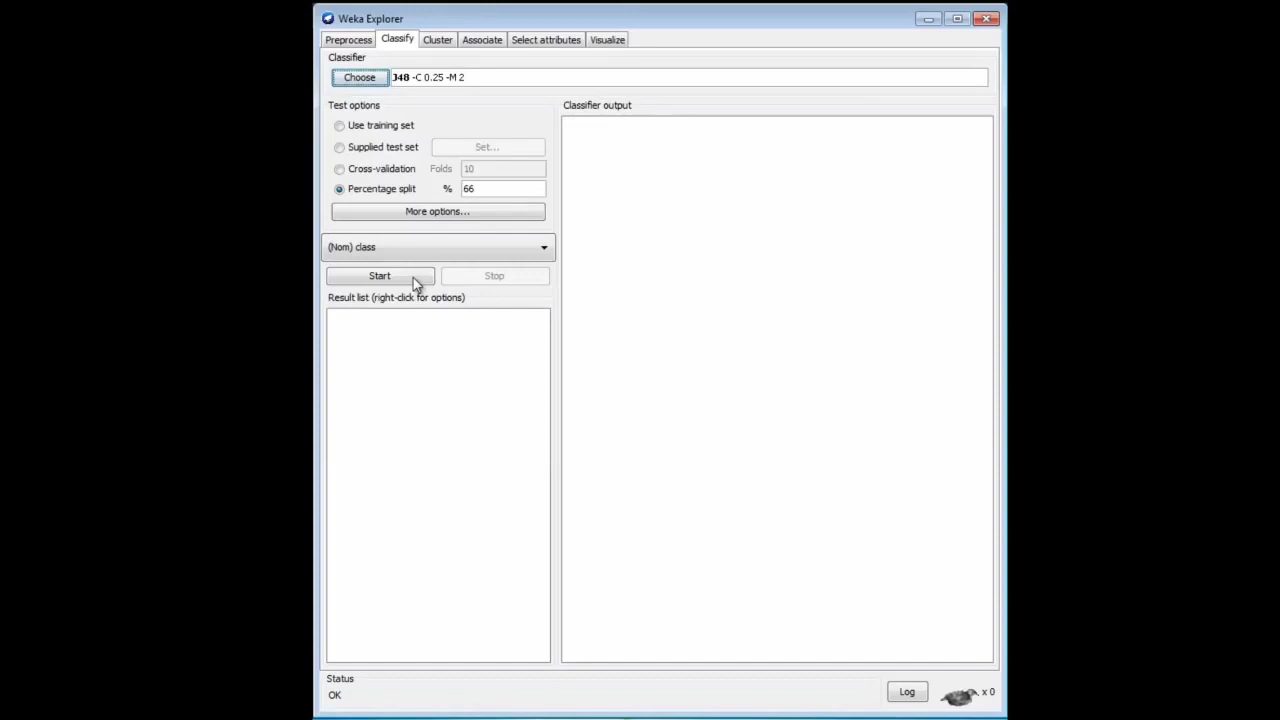 Weka Explorer
Preprocess Classify Cluster Associate Select attributes Visualize
Classifier
Choose J48 -C 0.25 -M 2
Test options
Use training set
Supplied test set Set...
Cross-validation Folds 10
Percentage split % 66
More options...
(Nom) class
Start Stop
Result list (right-click for options)
Classifier output
Status
OK
Log x 0